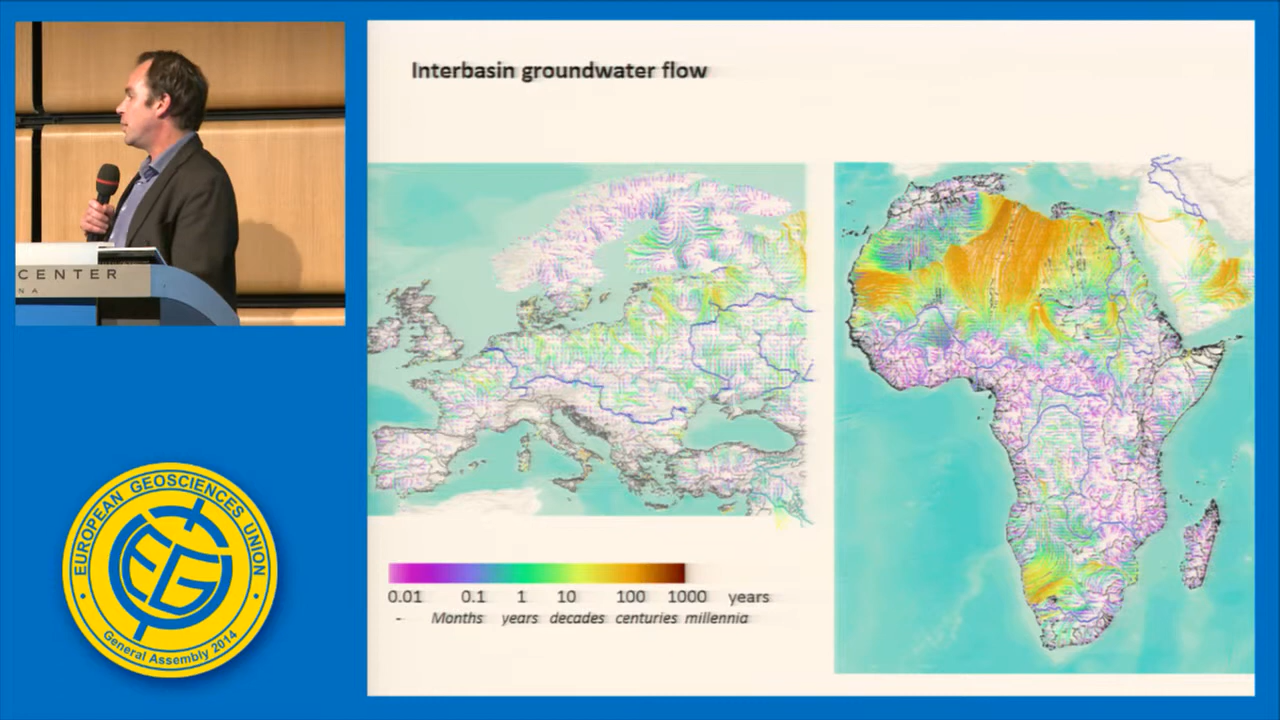 Interbasin groundwater flow
CENTER
N A
EUROPEAN GEOSCIENCES UNION
EG
General Assembly 2014
0.01 0.1 1 10 100 1000 years
- Months years decades centuries millennia